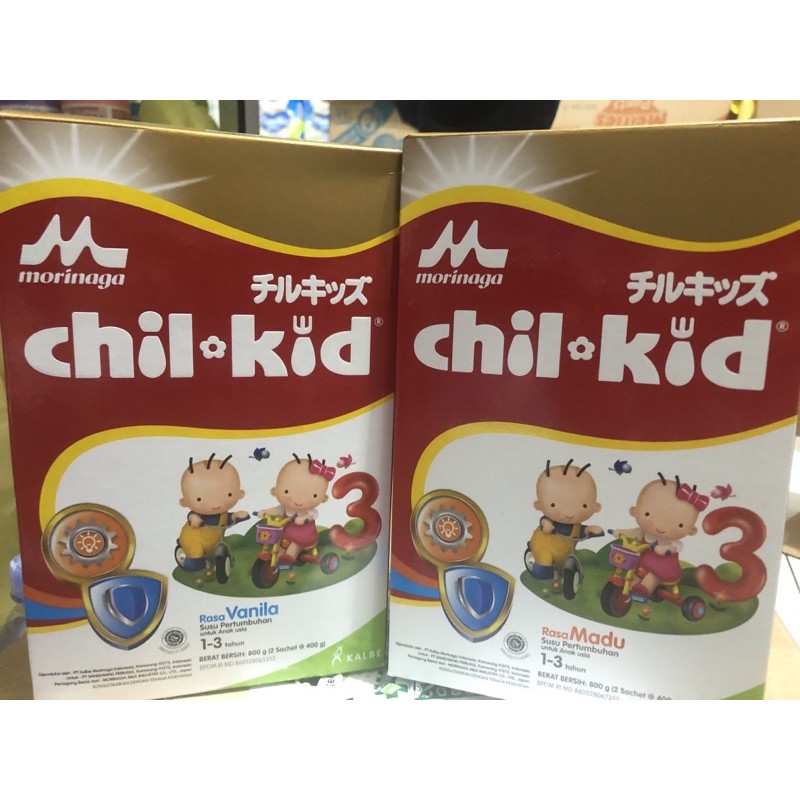 morinaga
チルキッズ
chil kid®
3
Rasa Vanila
Susu Pertumbuhan
untuk Anak usia
1-3 tahun
BERAT BERSIH: 800 g (2 Sachet @ 400 g)
KALBE
morinaga
チルキッズ
chil kid®
3
Rasa Madu
Susu Pertumbuhan
untuk Anak usia
1-3 tahun
BERAT BERSIH: 800 g (2 Sachet @ 400